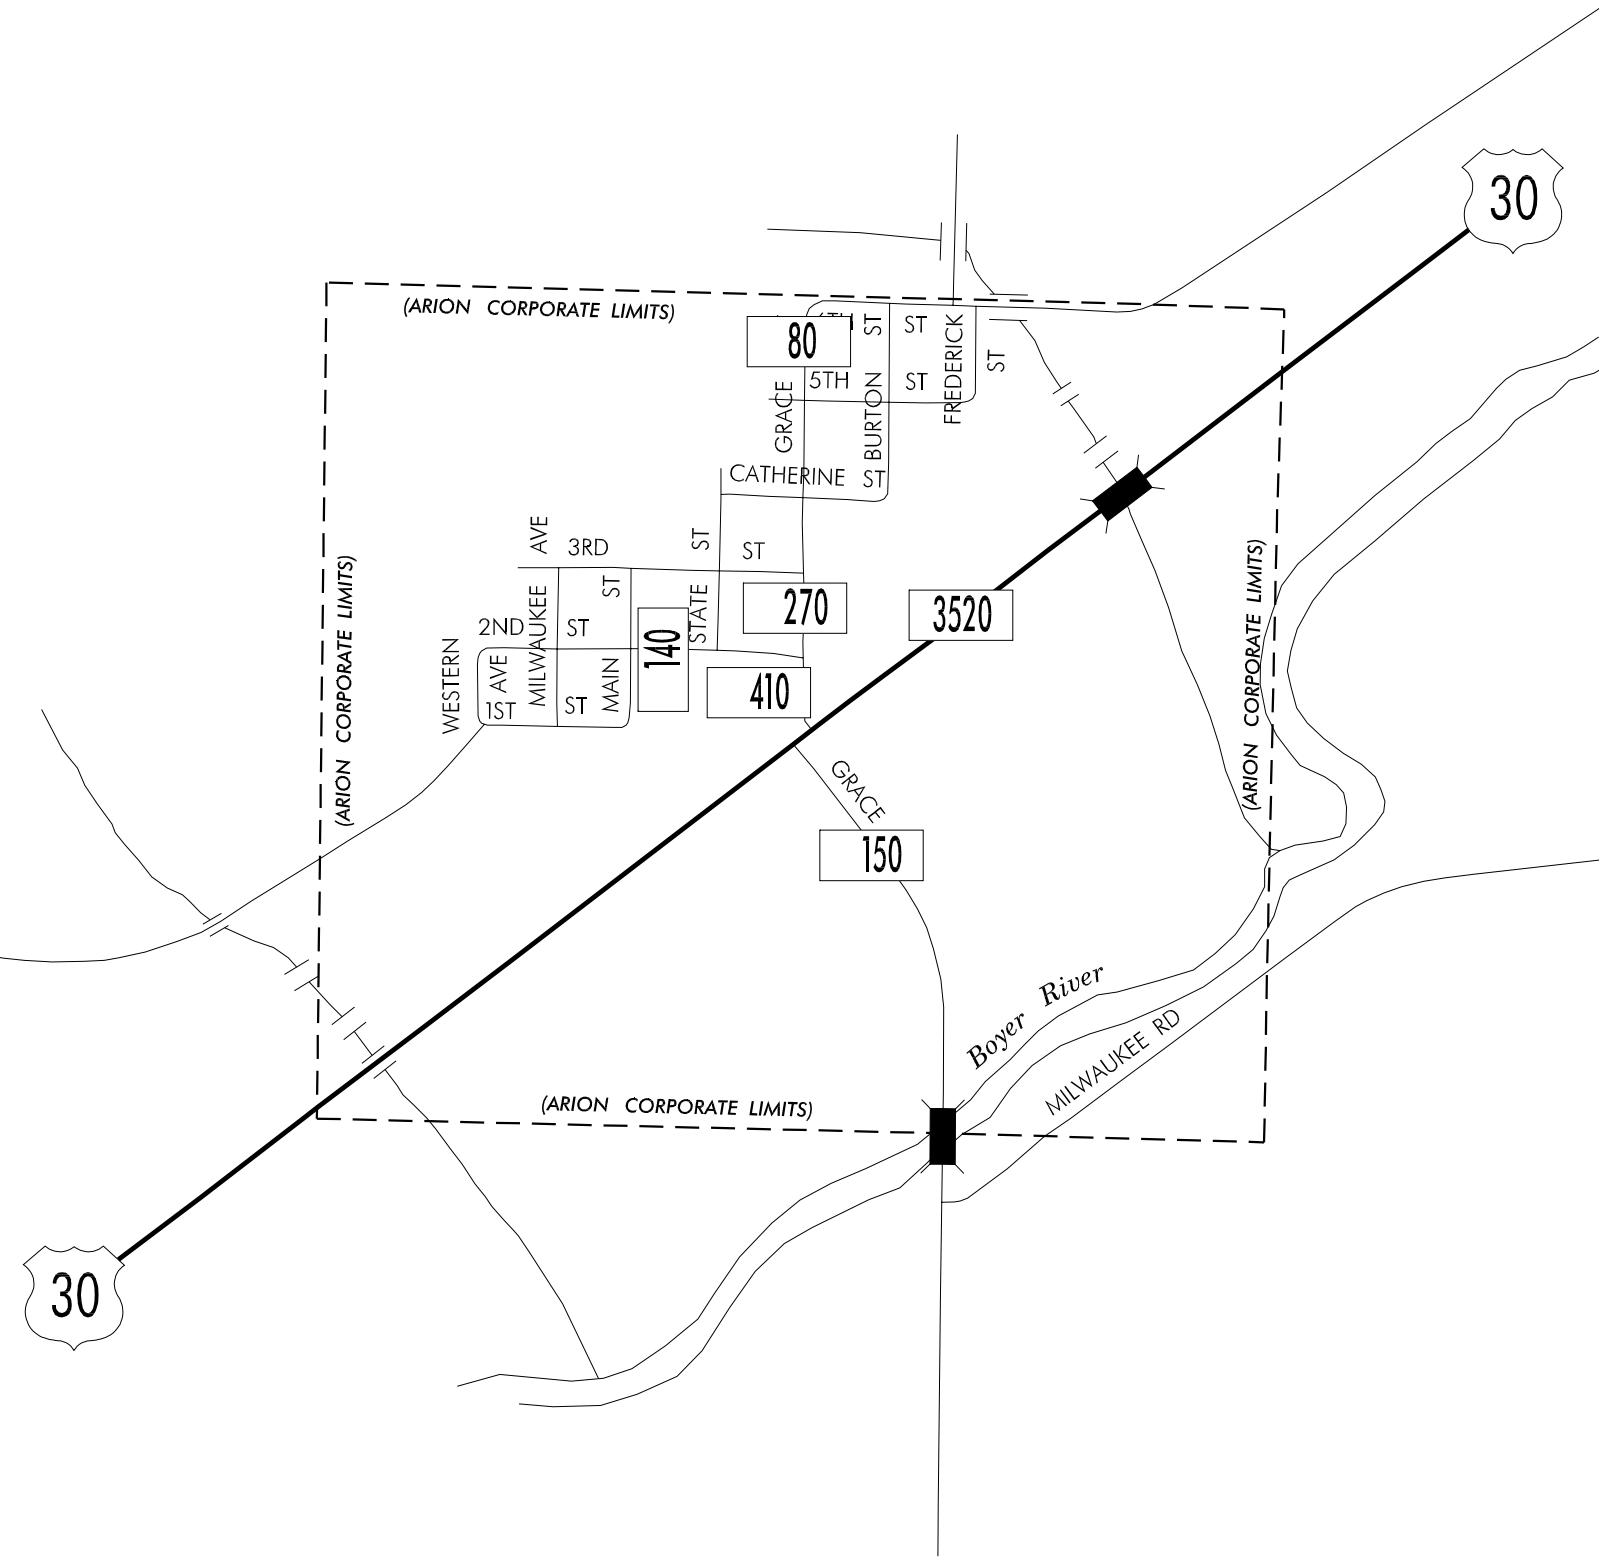 30
(ARION CORPORATE LIMITS)
6TH ST
80
GRACE
5TH ST
BURTON ST
FREDERICK ST
CATHERINE ST
3RD ST
MILWAUKEE AVE
MAIN ST
STATE ST
270
3520
2ND ST
140
WESTERN AVE
1ST ST
410
(ARION CORPORATE LIMITS)
(ARION CORPORATE LIMITS)
GRACE
150
Boyer River
MILWAUKEE RD
(ARION CORPORATE LIMITS)
30